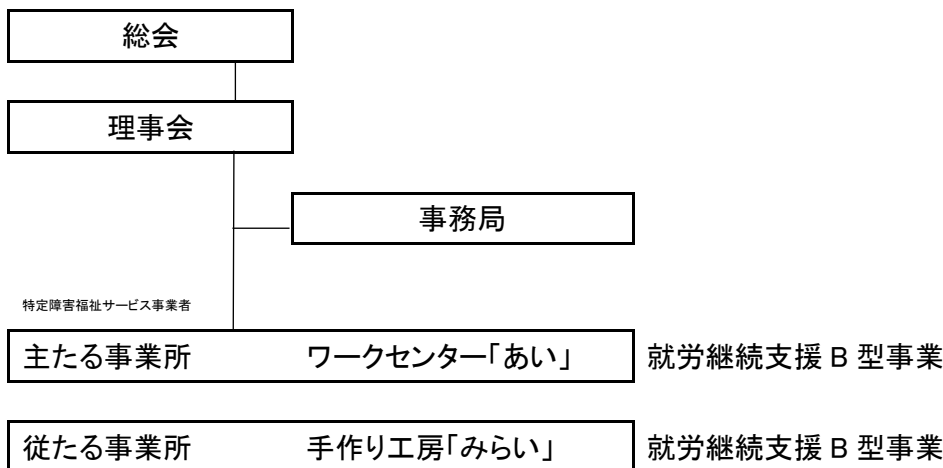 総会
理事会
事務局
特定障害福祉サービス事業者
主たる事業所 ワークセンター「あい」 就労継続支援 B 型事業
従たる事業所 手作り工房「みらい」 就労継続支援 B 型事業